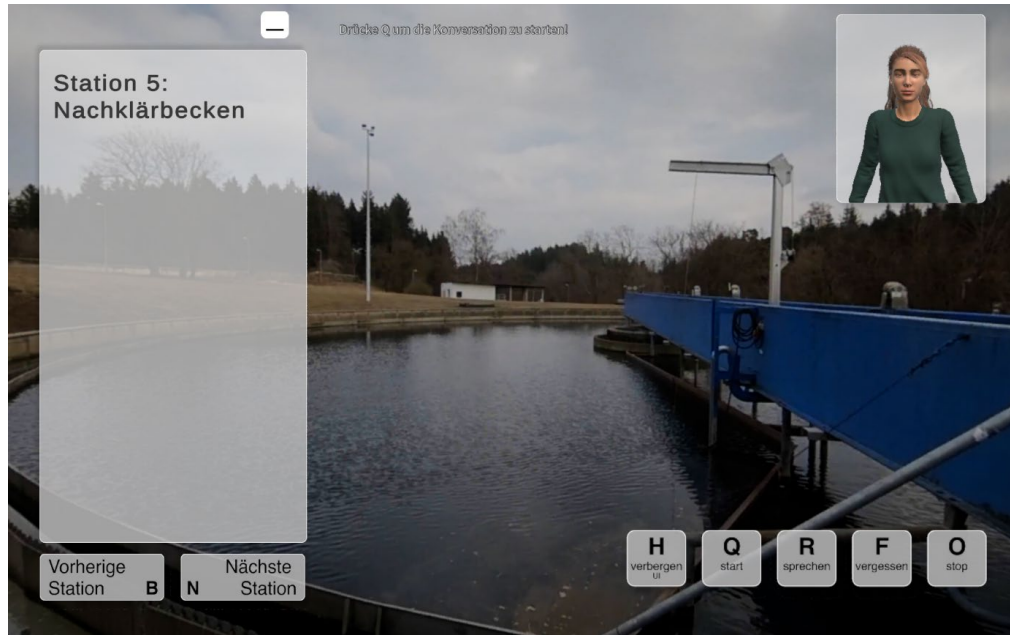 Drücke Q um die Konversation zu starten!
Station 5:
Nachklärbecken
Vorherige
Station B
Nächste
N Station
H
verbergen
UI
Q
start
R
sprechen
F
vergessen
O
stop